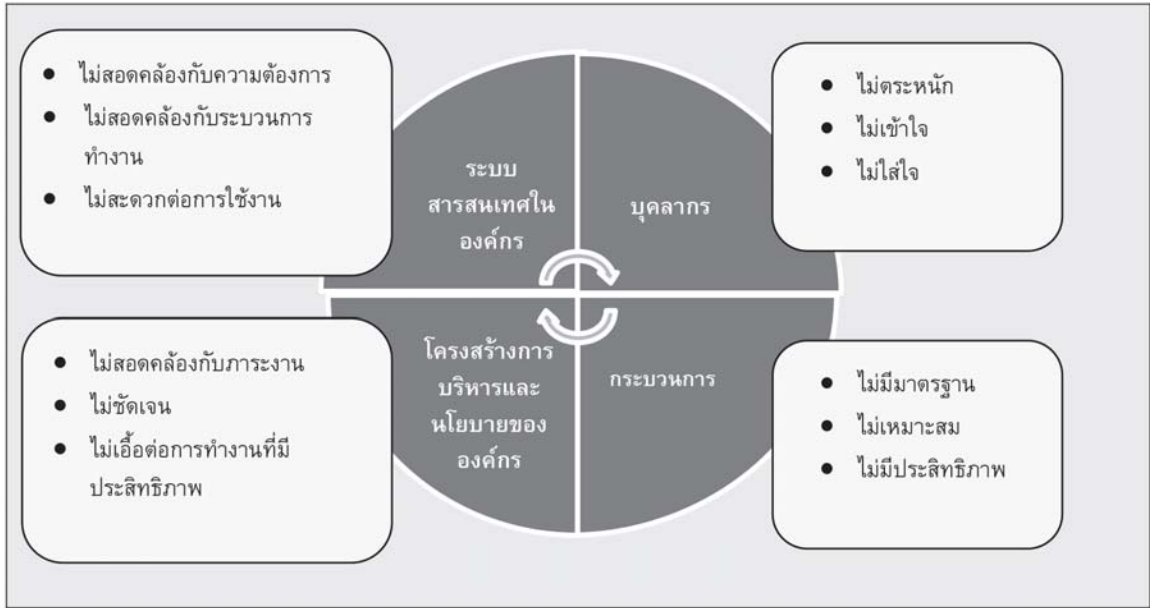 ไม่สอดคล้องกับความต้องการ
ไม่สอดคล้องกับระบวนการ
ทำงาน
ไม่สะดวกต่อการใช้งาน
ระบบ
สารสนเทศใน
องค์กร
บุคลากร
ไม่ตระหนัก
ไม่เข้าใจ
ไม่ใส่ใจ
ไม่สอดคล้องกับภาระงาน
ไม่ชัดเจน
ไม่เอื้อต่อการทำงานที่มี
ประสิทธิภาพ
โครงสร้างการ
บริหารและ
นโยบายของ
องค์กร
กระบวนการ
ไม่มีมาตรฐาน
ไม่เหมาะสม
ไม่มีประสิทธิภาพ